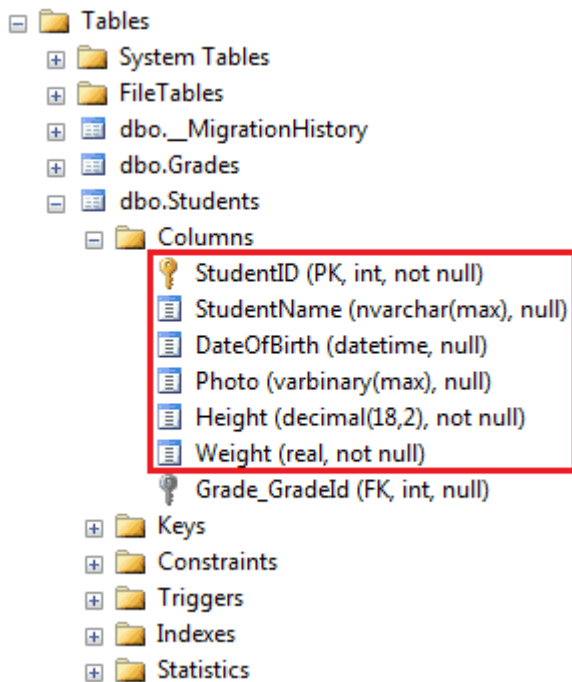 Tables
System Tables
FileTables
dbo.__MigrationHistory
dbo.Grades
dbo.Students
Columns
StudentID (PK, int, not null)
StudentName (nvarchar(max), null)
DateOfBirth (datetime, null)
Photo (varbinary(max), null)
Height (decimal(18,2), not null)
Weight (real, not null)
Grade_GradeId (FK, int, null)
Keys
Constraints
Triggers
Indexes
Statistics